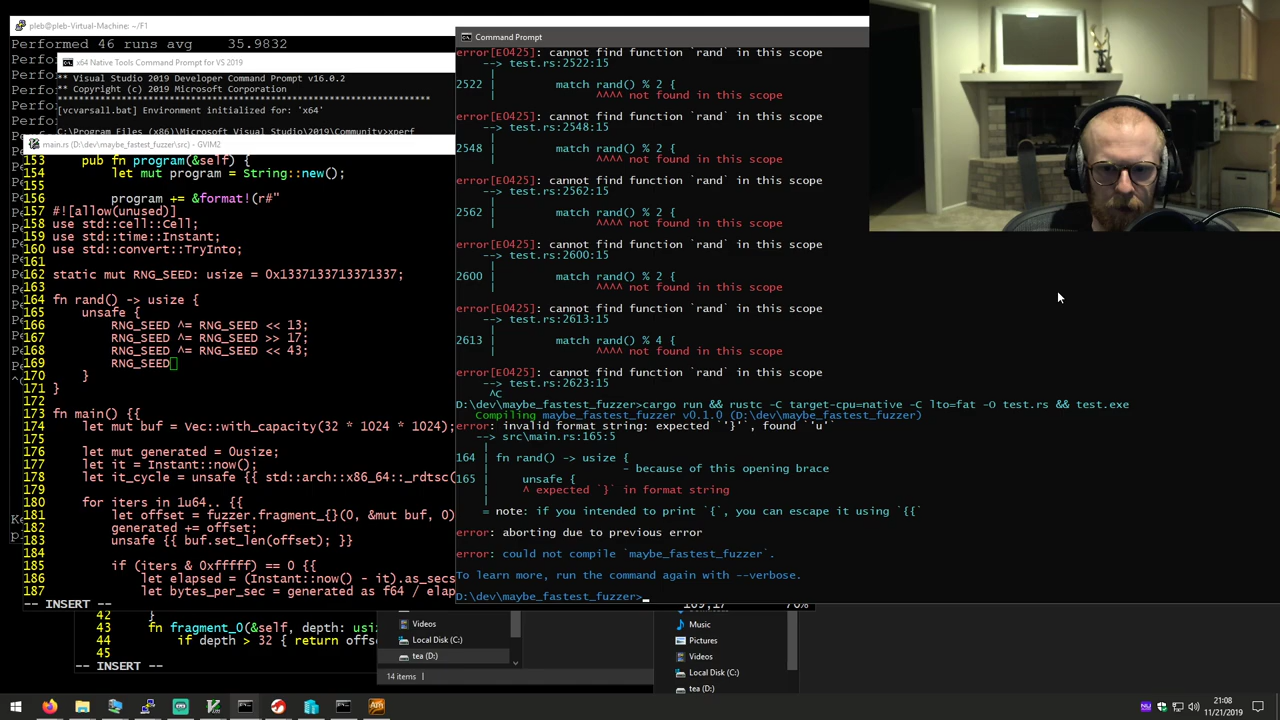 pleb@pleb-Virtual-Machine: ~/F1
Performed 46 runs avg    35.9832
x64 Native Tools Command Prompt for VS 2019
** Visual Studio 2019 Developer Command Prompt v16.0.2
** Copyright (c) 2019 Microsoft Corporation
**********************************************************************
[vcvarsall.bat] Environment initialized for: 'x64'
C:\Program Files (x86)\Microsoft Visual Studio\2019\Community>xperf
main.rs (D:\dev\maybe_fastest_fuzzer\src) - GVIM2
153     pub fn program(&self) {
154         let mut program = String::new();
155
156         program += &format!(r#"
157 #![allow(unused)]
158 use std::cell::Cell;
159 use std::time::Instant;
160 use std::convert::TryInto;
161
162 static mut RNG_SEED: usize = 0x1337133713371337;
163
164 fn rand() -> usize {
165     unsafe {
166         RNG_SEED ^= RNG_SEED << 13;
167         RNG_SEED ^= RNG_SEED >> 17;
168         RNG_SEED ^= RNG_SEED << 43;
169         RNG_SEED
170     }
171 }
172
173 fn main() {{
174     let mut buf = Vec::with_capacity(32 * 1024 * 1024);
175
176     let mut generated = 0usize;
177     let it = Instant::now();
178     let it_cycle = unsafe {{ std::arch::x86_64::_rdtsc(
179
180     for iters in 1u64.. {{
181         let offset = fuzzer.fragment_{}(0, &mut buf, 0)
182         generated += offset;
183         unsafe {{ buf.set_len(offset); }}
184
185         if (iters & 0xfffff) == 0 {{
186             let elapsed = (Instant::now() - it).as_secs
187             let bytes_per_sec = generated as f64 / elap
-- INSERT --
42         }
43     fn fragment_0(&self, depth: usi
44         if depth > 32 { return offs
45
-- INSERT --
Command Prompt
error[E0425]: cannot find function `rand` in this scope
--> test.rs:2522:15
|
2522 |         match rand() % 2 {
|               ^^^^ not found in this scope
error[E0425]: cannot find function `rand` in this scope
--> test.rs:2548:15
|
2548 |         match rand() % 2 {
|               ^^^^ not found in this scope
error[E0425]: cannot find function `rand` in this scope
--> test.rs:2562:15
|
2562 |         match rand() % 2 {
|               ^^^^ not found in this scope
error[E0425]: cannot find function `rand` in this scope
--> test.rs:2600:15
|
2600 |         match rand() % 2 {
|               ^^^^ not found in this scope
error[E0425]: cannot find function `rand` in this scope
--> test.rs:2613:15
|
2613 |         match rand() % 4 {
|               ^^^^ not found in this scope
error[E0425]: cannot find function `rand` in this scope
--> test.rs:2623:15
^C
D:\dev\maybe_fastest_fuzzer>cargo run && rustc -C target-cpu=native -C lto=fat -O test.rs && test.exe
Compiling maybe_fastest_fuzzer v0.1.0 (D:\dev\maybe_fastest_fuzzer)
error: invalid format string: expected `'}'`, found `'u'`
--> src\main.rs:165:5
|
164 | fn rand() -> usize {
|                    - because of this opening brace
165 |     unsafe {
|     ^ expected `}` in format string
|
= note: if you intended to print `{`, you can escape it using `{{`
error: aborting due to previous error
error: could not compile `maybe_fastest_fuzzer`.
To learn more, run the command again with --verbose.
D:\dev\maybe_fastest_fuzzer>
Videos
Local Disk (C:)
tea (D:)
14 items
Music
Pictures
Videos
Local Disk (C:)
tea (D:)
21:08
11/21/2019